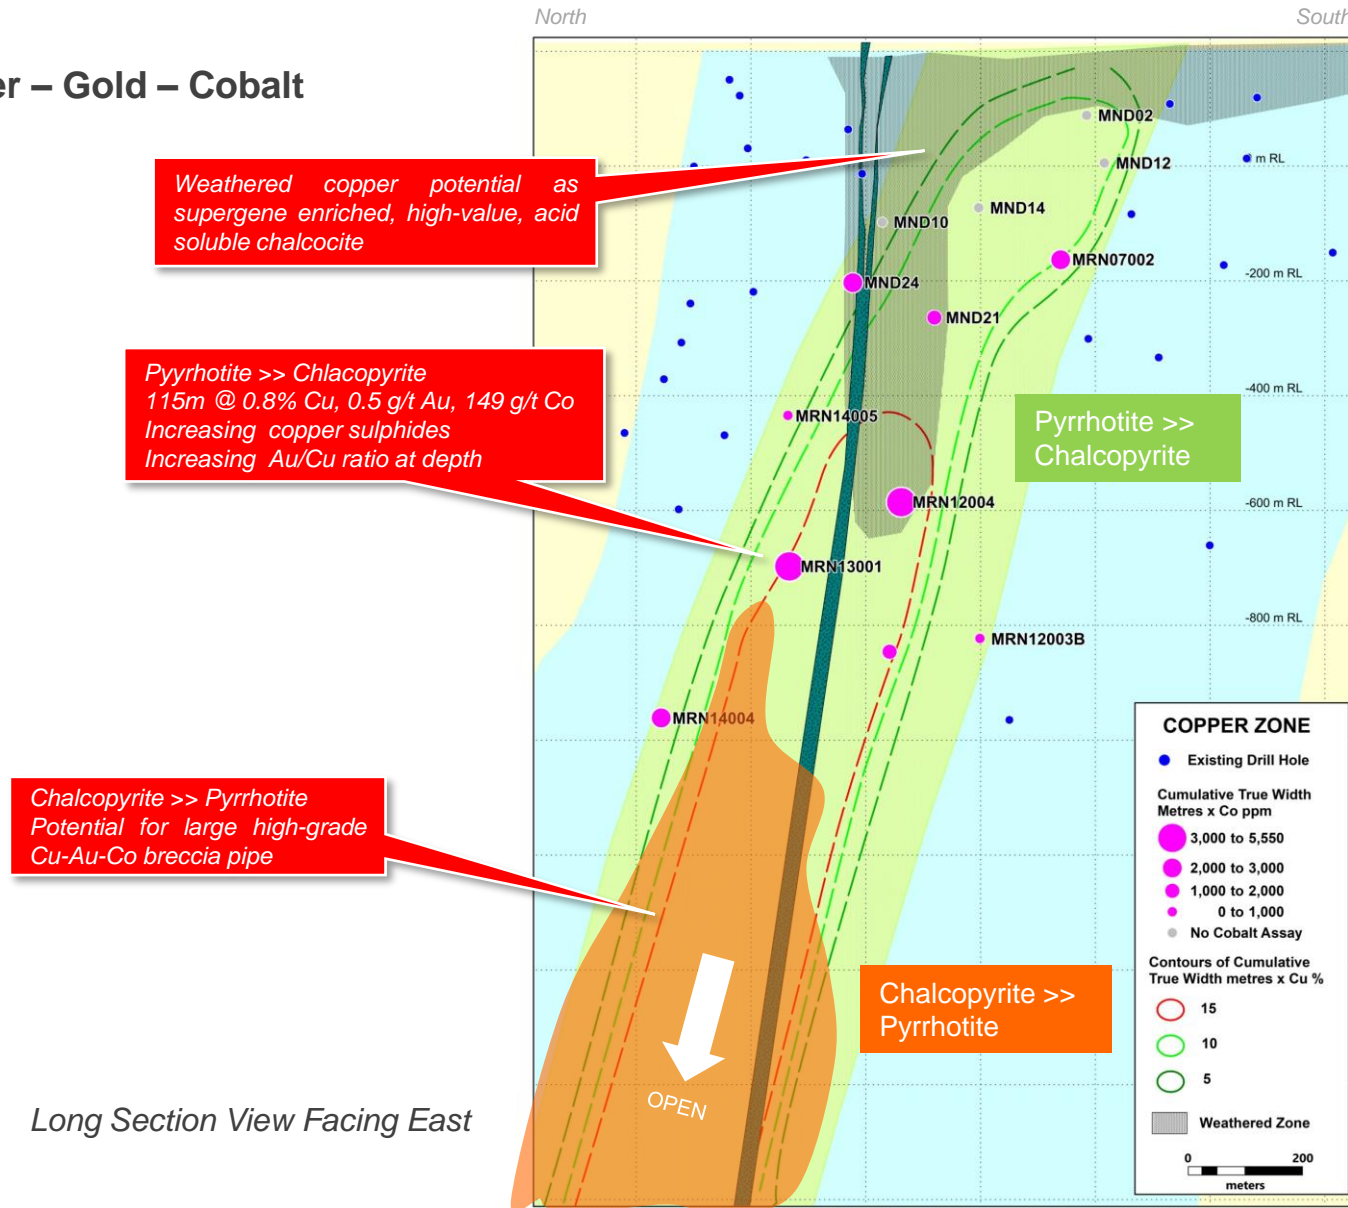 North
South
er – Gold – Cobalt
Weathered copper potential as
supergene enriched, high-value, acid
soluble chalcocite
Pyyrhotite >> Chlacopyrite
115m @ 0.8% Cu, 0.5 g/t Au, 149 g/t Co
Increasing copper sulphides
Increasing Au/Cu ratio at depth
Chalcopyrite >> Pyrrhotite
Potential for large high-grade
Cu-Au-Co breccia pipe
MND02
m RL
MND12
MND14
MND10
MRN07002
-200 m RL
MND24
MND21
-400 m RL
MRN14005
Pyrrhotite >>
Chalcopyrite
MRN12004
-600 m RL
MRN13001
-800 m RL
MRN12003B
MRN14004
Chalcopyrite >>
Pyrrhotite
OPEN
Long Section View Facing East
COPPER ZONE
Existing Drill Hole
Cumulative True Width
Metres x Co ppm
3,000 to 5,550
2,000 to 3,000
1,000 to 2,000
0 to 1,000
No Cobalt Assay
Contours of Cumulative
True Width metres x Cu %
15
10
5
Weathered Zone
0 200
meters